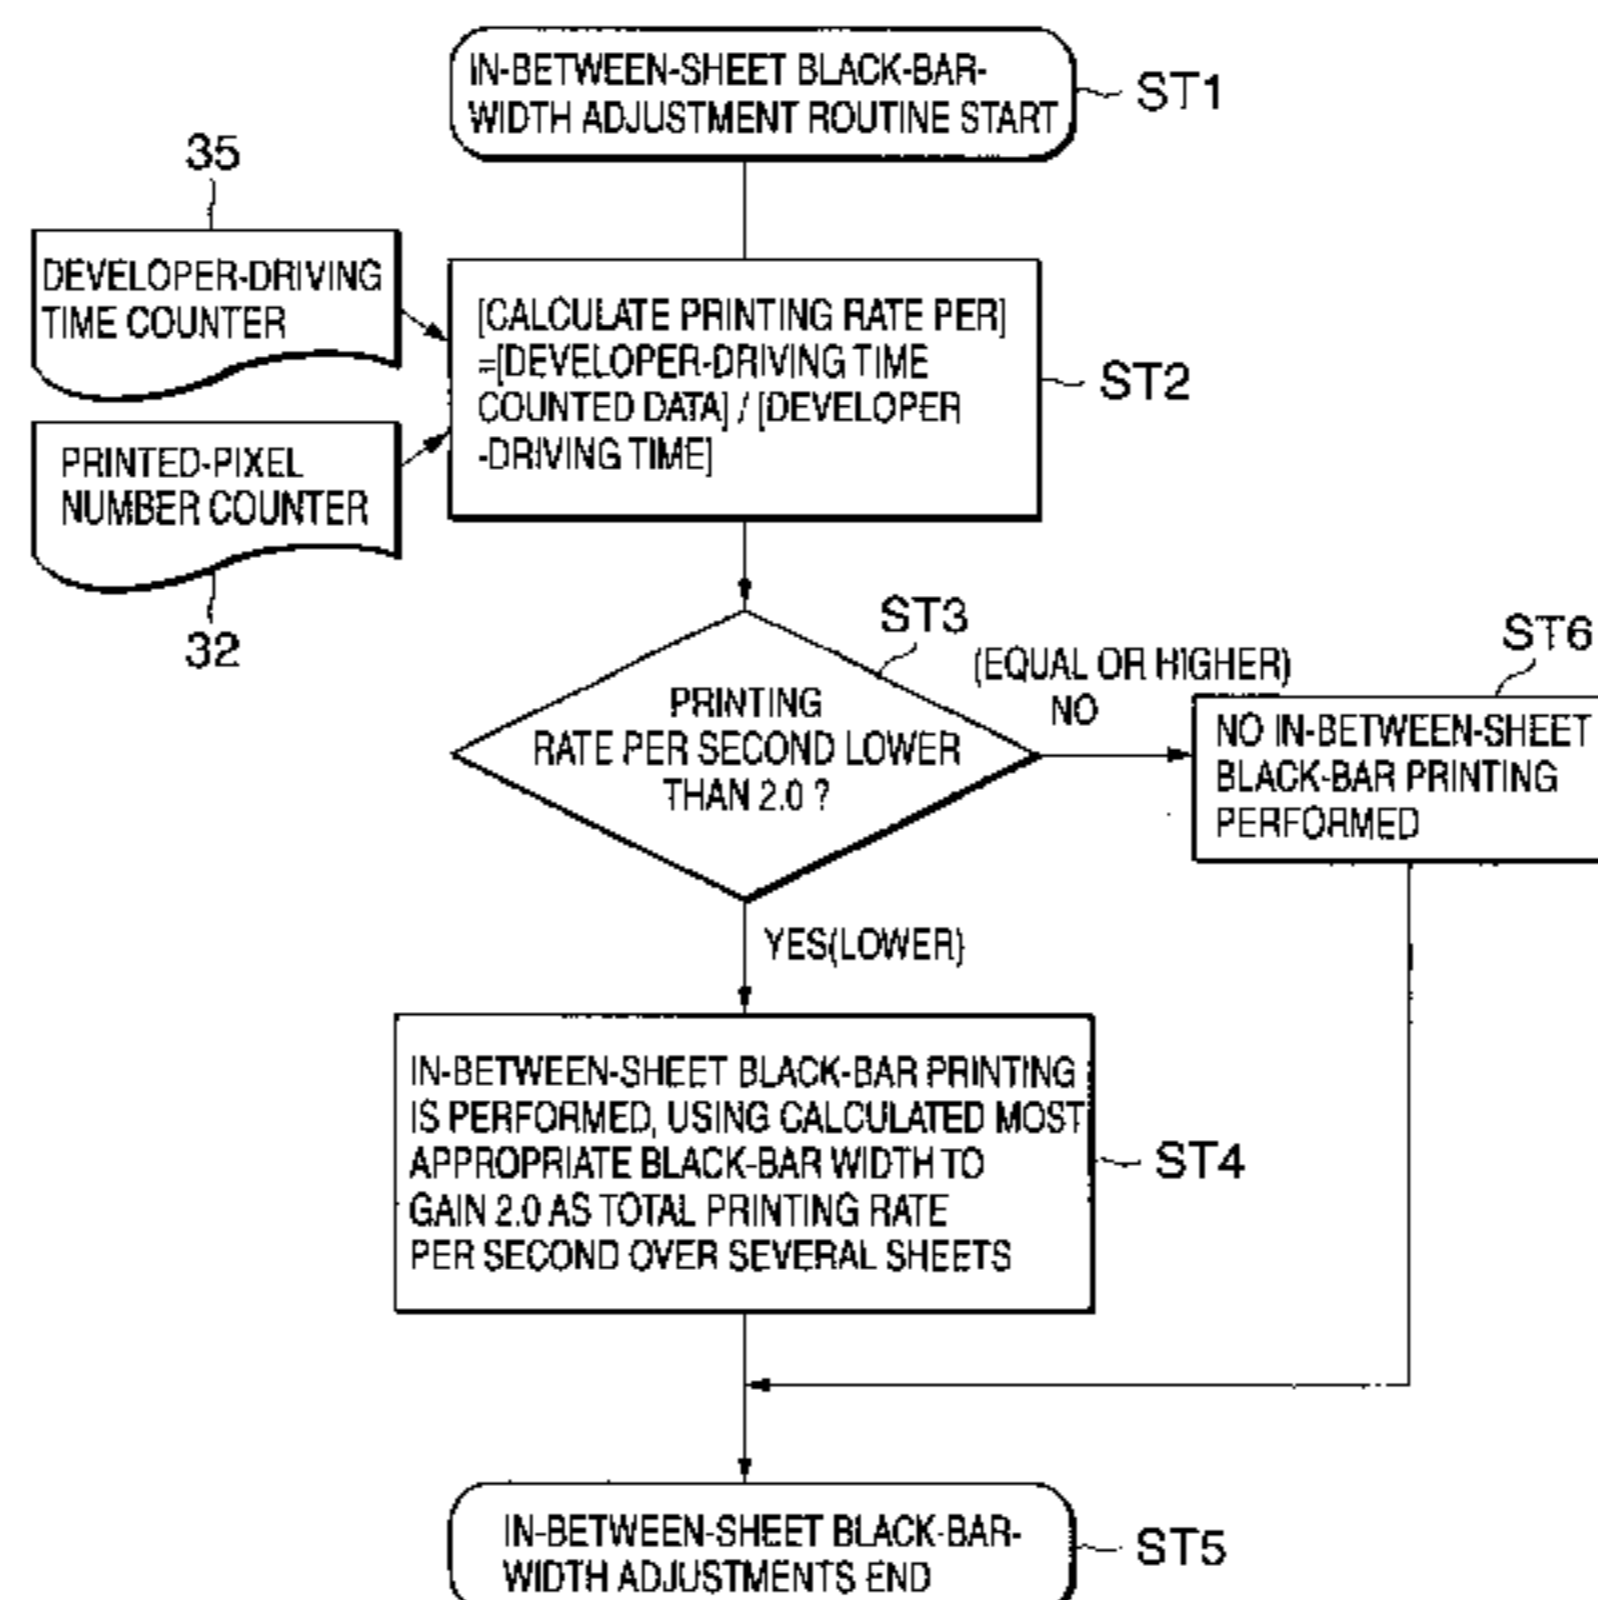 IN-BETWEEN-SHEET BLACK-BAR-
WIDTH ADJUSTMENT ROUTINE START
ST1
35
DEVELOPER-DRIVING
TIME COUNTER
[CALCULATE PRINTING RATE PER]
=[DEVELOPER-DRIVING TIME
COUNTED DATA] / [DEVELOPER
-DRIVING TIME]
ST2
PRINTED-PIXEL
NUMBER COUNTER
32
ST3
PRINTING
RATE PER SECOND LOWER
THAN 2.0 ?
(EQUAL OR HIGHER)
NO
ST6
NO IN-BETWEEN-SHEET
BLACK-BAR PRINTING
PERFORMED
YES(LOWER)
IN-BETWEEN-SHEET BLACK-BAR PRINTING
IS PERFORMED, USING CALCULATED MOST
APPROPRIATE BLACK-BAR WIDTH TO
GAIN 2.0 AS TOTAL PRINTING RATE
PER SECOND OVER SEVERAL SHEETS
ST4
IN-BETWEEN-SHEET BLACK-BAR-
WIDTH ADJUSTMENTS END
ST5